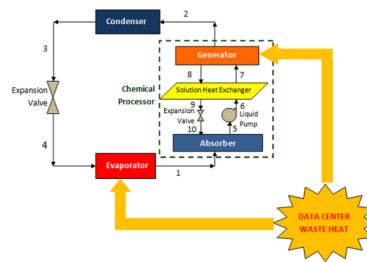 2
Condenser
3
Generator
8
7
Chemical
Processor
Solution Heat Exchanger
Expansion
Valve
9
6
Expansion
Valve
Liquid
Pump
10
5
4
Absorber
Evaporator
1
DATA CENTER
WASTE HEAT